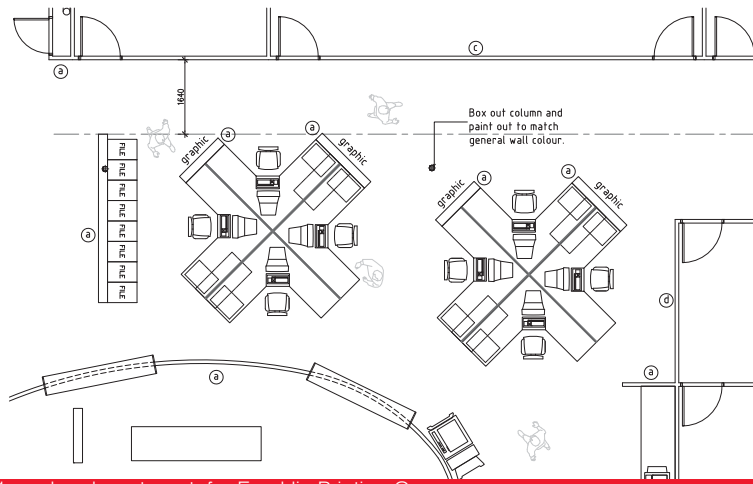 c
a
1640
Box out column and
paint out to match
general wall colour.
a
graphic
a
graphic
a
graphic
a
graphic
FILE
FILE
FILE
FILE
FILE
FILE
FILE
FILE
a
d
a
a